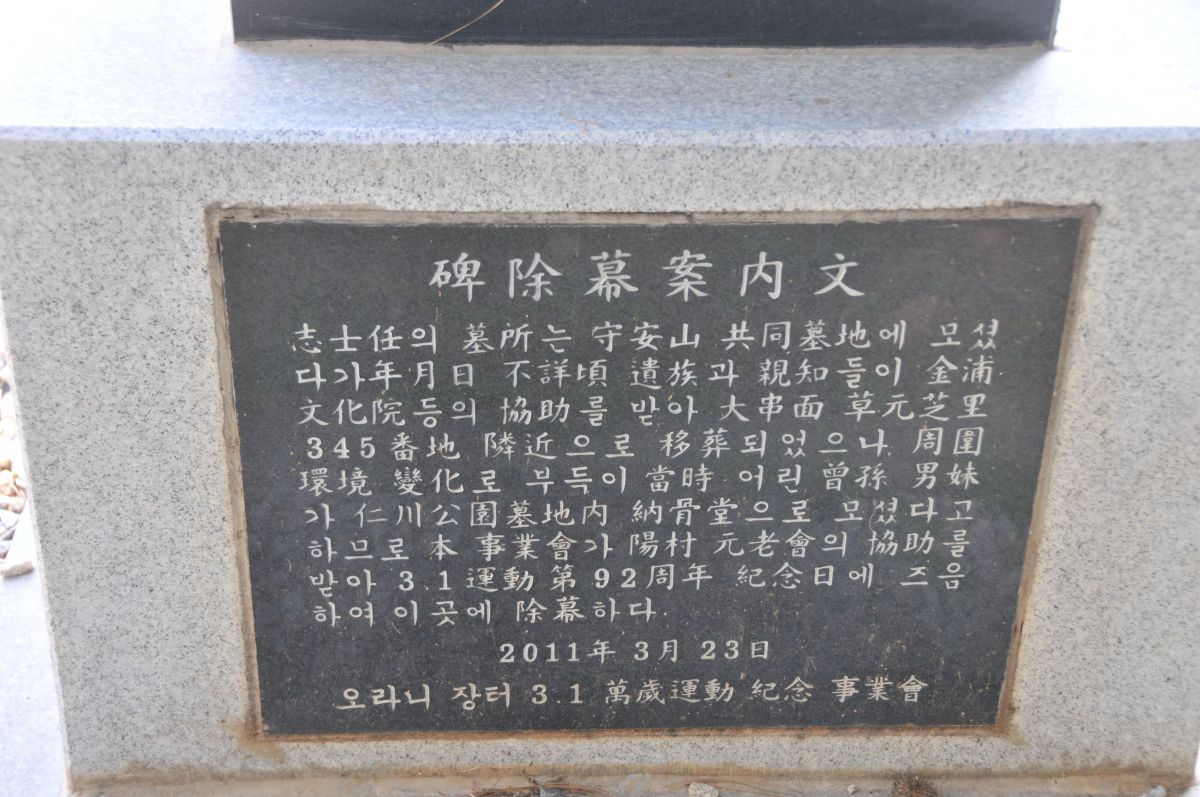 碑除幕案內文
志士任의 墓所는 守安山 共同墓地에 모셨
다가年月日 不詳頃 遺族과 親知들이 金浦
文化院등의 協助를 받아 大串面 草元芝里
345番地 隣近으로 移葬되었으나 周圍
環境 變化로 부득이 當時 어린 曾孫 男妹
가 仁川公園墓地內 納骨堂으로 모셨다고
하므로 本事業會가 陽村 元老會의 協助를
받아 3.1運動第92周年 紀念日에 즈음
하여 이곳에 除幕하다.
2011年 3月 23日
오라니 장터 3.1 萬歲運動 紀念 事業會